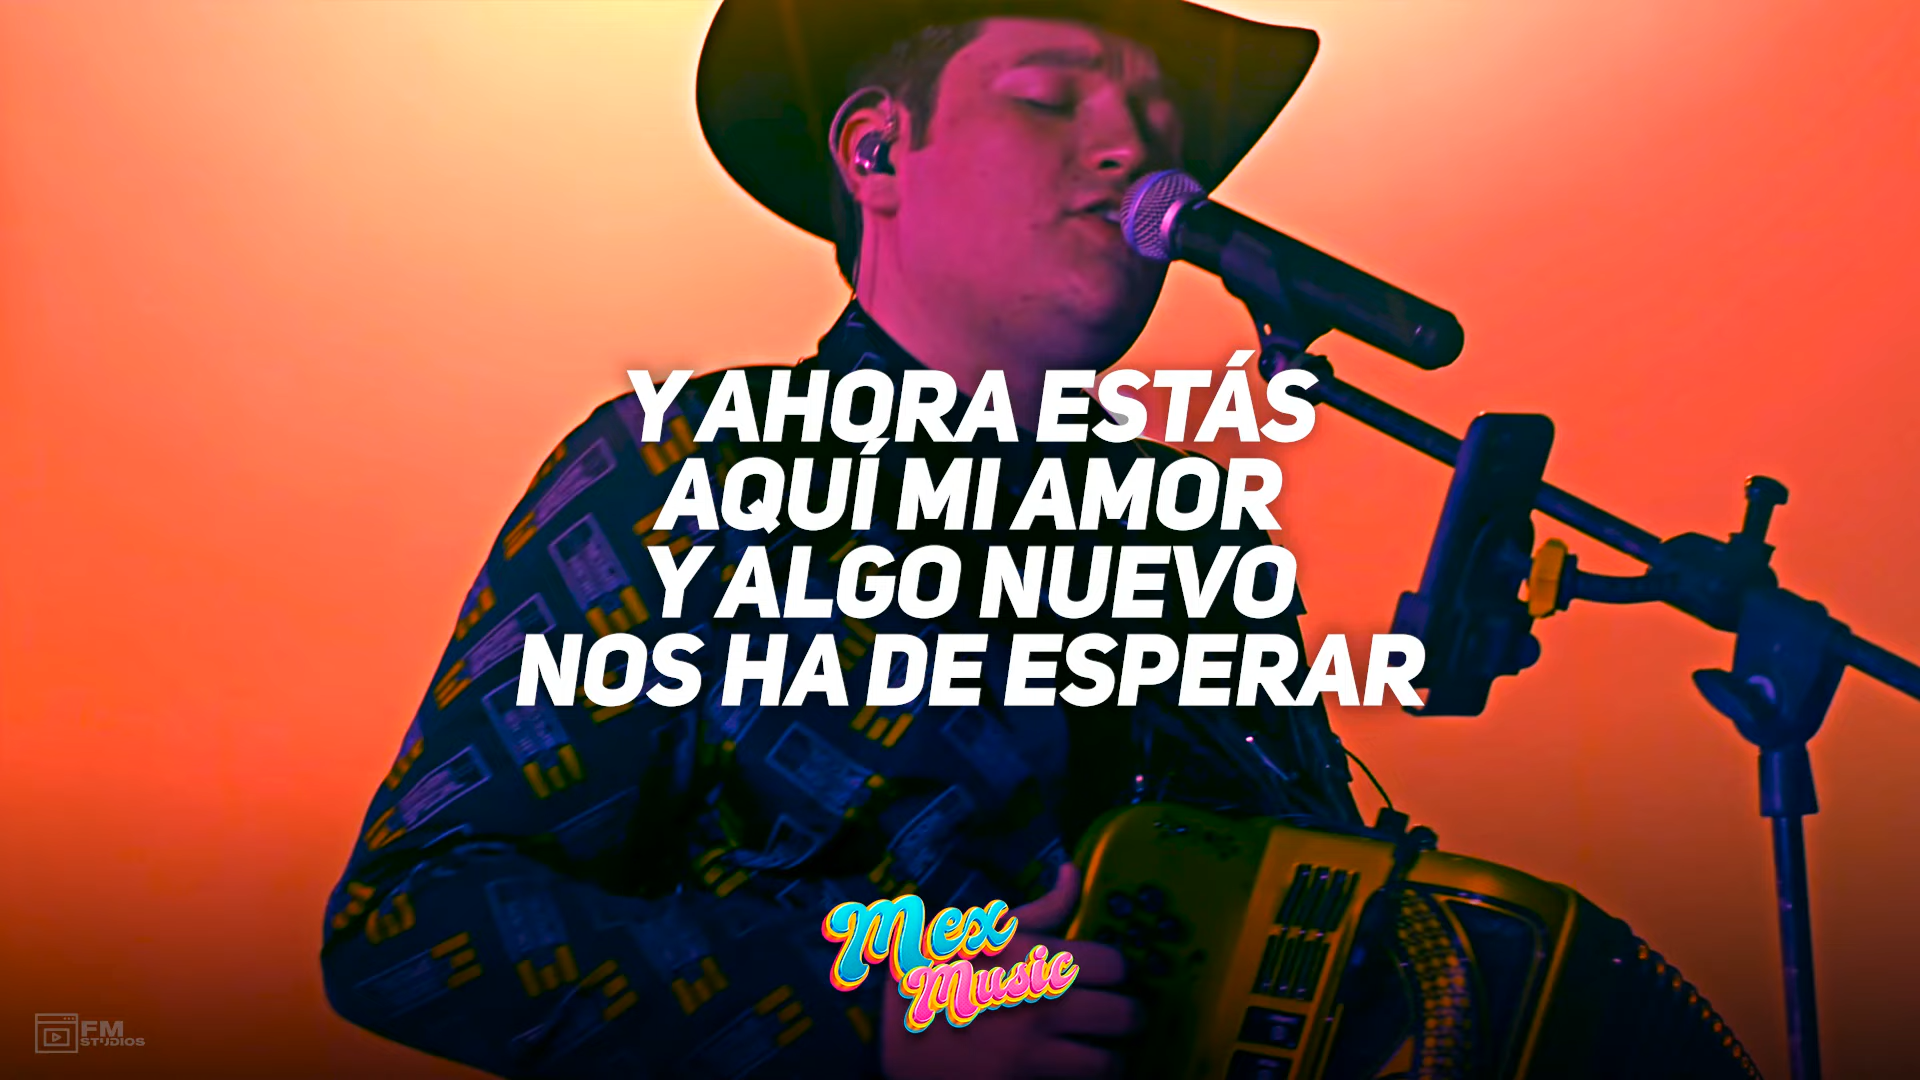 Y AHORA ESTÁS
AQUÍ MI AMOR
Y ALGO NUEVO
NOS HA DE ESPERAR
Mex
Music
FM
STUDIOS